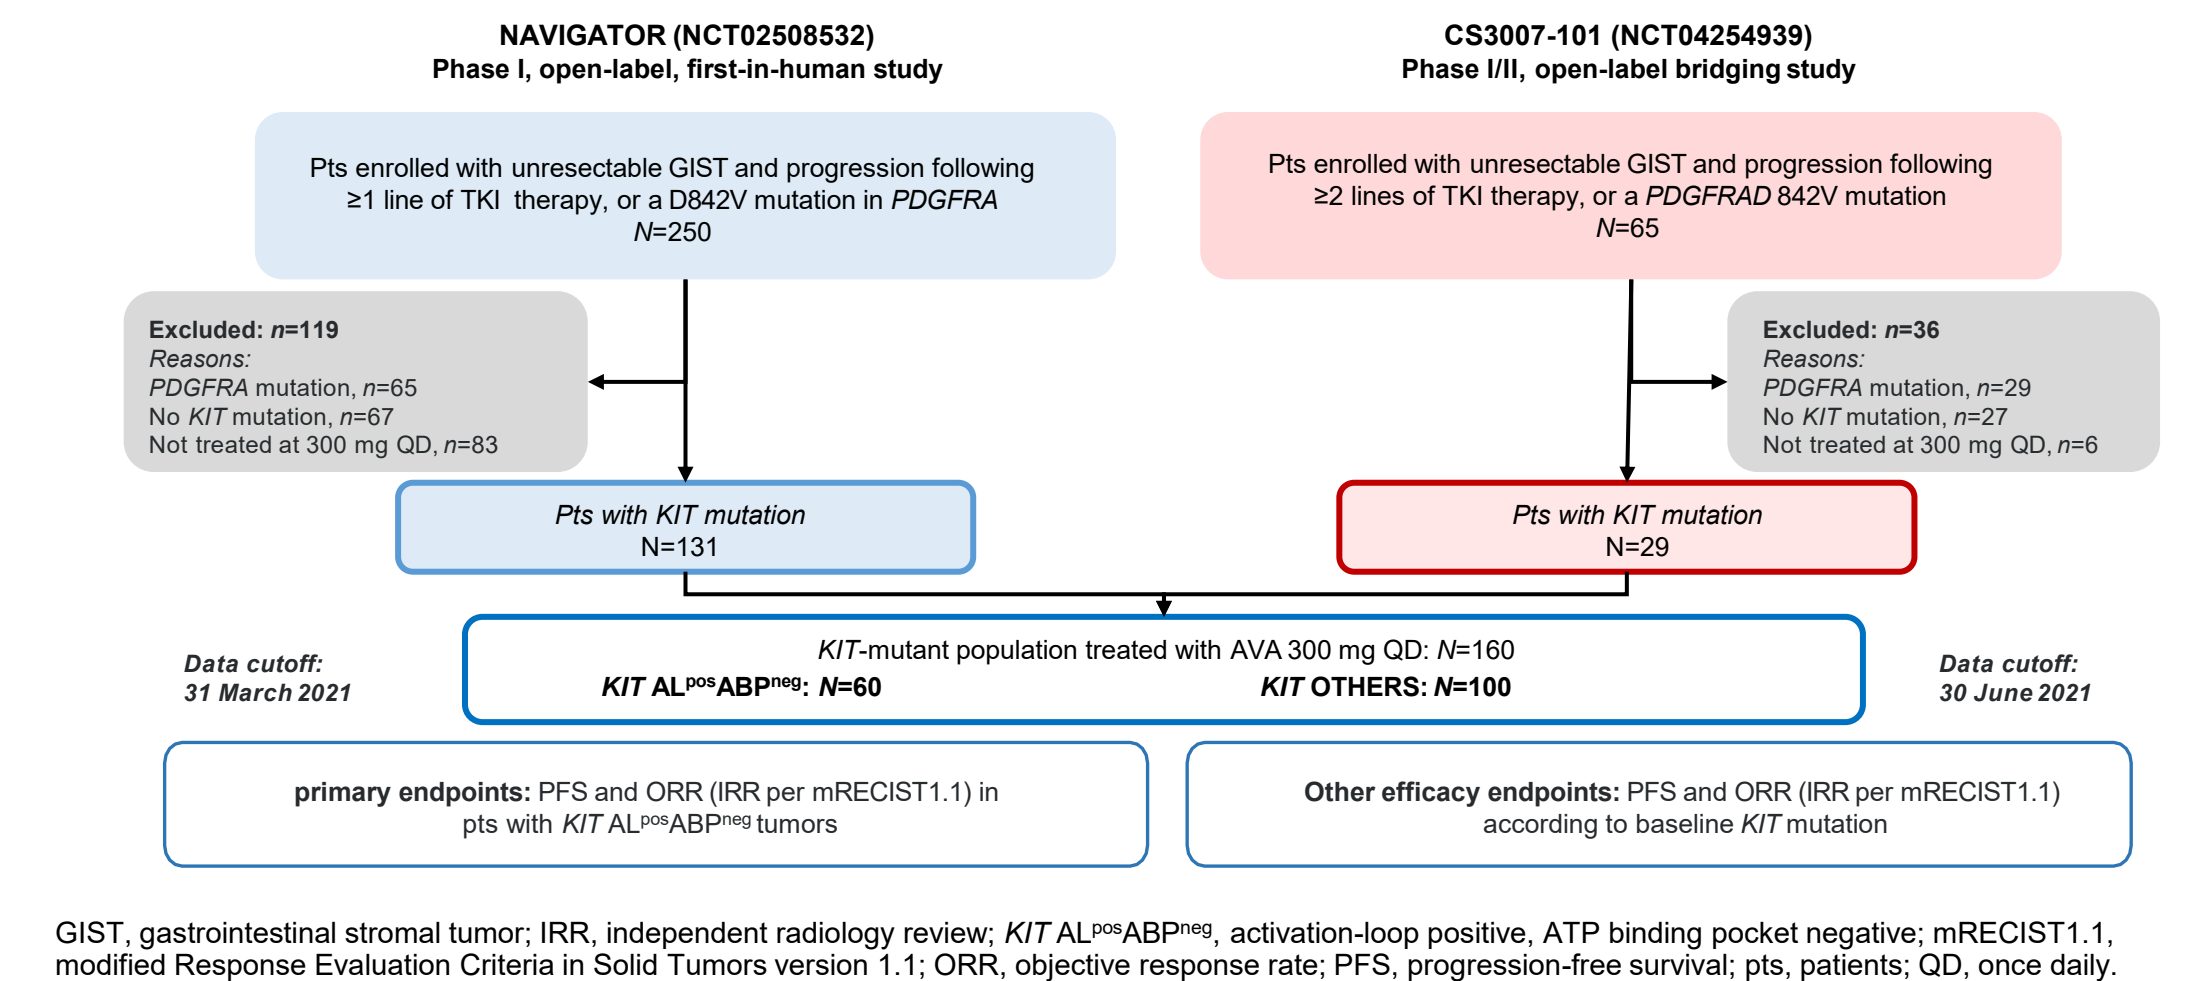 NAVIGATOR (NCT02508532)
Phase I, open-label, first-in-human study
CS3007-101 (NCT04254939)
Phase I/II, open-label bridging study
Pts enrolled with unresectable GIST and progression following
≥1 line of TKI therapy, or a D842V mutation in PDGFRA
N=250
Pts enrolled with unresectable GIST and progression following
≥2 lines of TKI therapy, or a PDGFRAD 842V mutation
N=65
Excluded: n=119
Reasons:
PDGFRA mutation, n=65
No KIT mutation, n=67
Not treated at 300 mg QD, n=83
Excluded: n=36
Reasons:
PDGFRA mutation, n=29
No KIT mutation, n=27
Not treated at 300 mg QD, n=6
Pts with KIT mutation
N=131
Pts with KIT mutation
N=29
Data cutoff:
31 March 2021
KIT-mutant population treated with AVA 300 mg QD: N=160
KIT ALposABPneg: N=60
KIT OTHERS: N=100
Data cutoff:
30 June 2021
primary endpoints: PFS and ORR (IRR per mRECIST1.1) in
pts with KIT ALposABPneg tumors
Other efficacy endpoints: PFS and ORR (IRR per mRECIST1.1)
according to baseline KIT mutation
GIST, gastrointestinal stromal tumor; IRR, independent radiology review; KIT ALposABPneg, activation-loop positive, ATP binding pocket negative; mRECIST1.1,
modified Response Evaluation Criteria in Solid Tumors version 1.1; ORR, objective response rate; PFS, progression-free survival; pts, patients; QD, once daily.